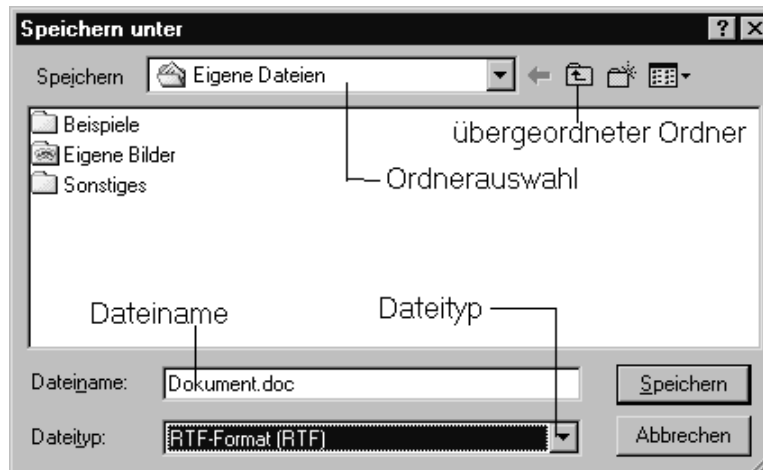 Speichern unter
Speichern Eigene Dateien
Beispiele
Eigene Bilder
Sonstiges
übergeordneter Ordner
Ordnerauswahl
Dateiname
Dateityp
Dateiname: Dokument.doc Speichern
Dateityp: RTF-Format (RTF) Abbrechen